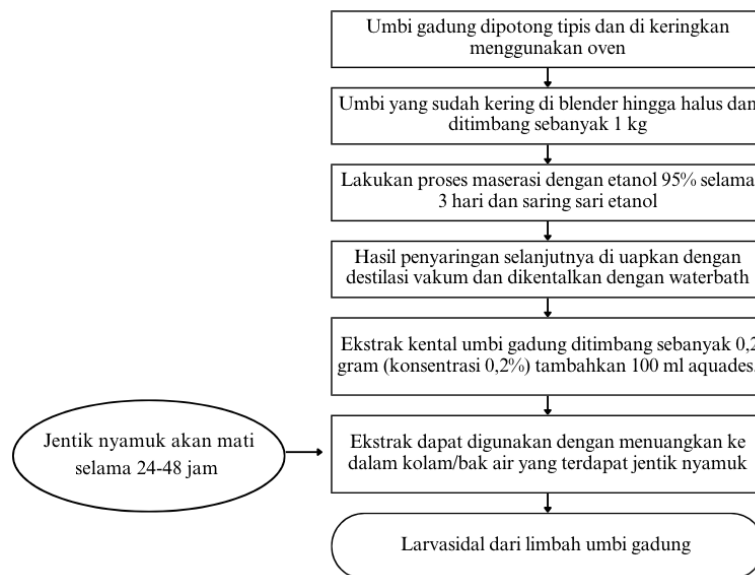 Umbi gadung dipotong tipis dan di keringkan
menggunakan oven
Umbi yang sudah kering di blender hingga halus dan
ditimbang sebanyak 1 kg
Lakukan proses maserasi dengan etanol 95% selama
3 hari dan saring sari etanol
Hasil penyaringan selanjutnya di uapkan dengan
destilasi vakum dan dikentalkan dengan waterbath
Ekstrak kental umbi gadung ditimbang sebanyak 0,2
gram (konsentrasi 0,2%) tambahkan 100 ml aquades.
Jentik nyamuk akan mati
selama 24-48 jam
Ekstrak dapat digunakan dengan menuangkan ke
dalam kolam/bak air yang terdapat jentik nyamuk
Larvasidal dari limbah umbi gadung